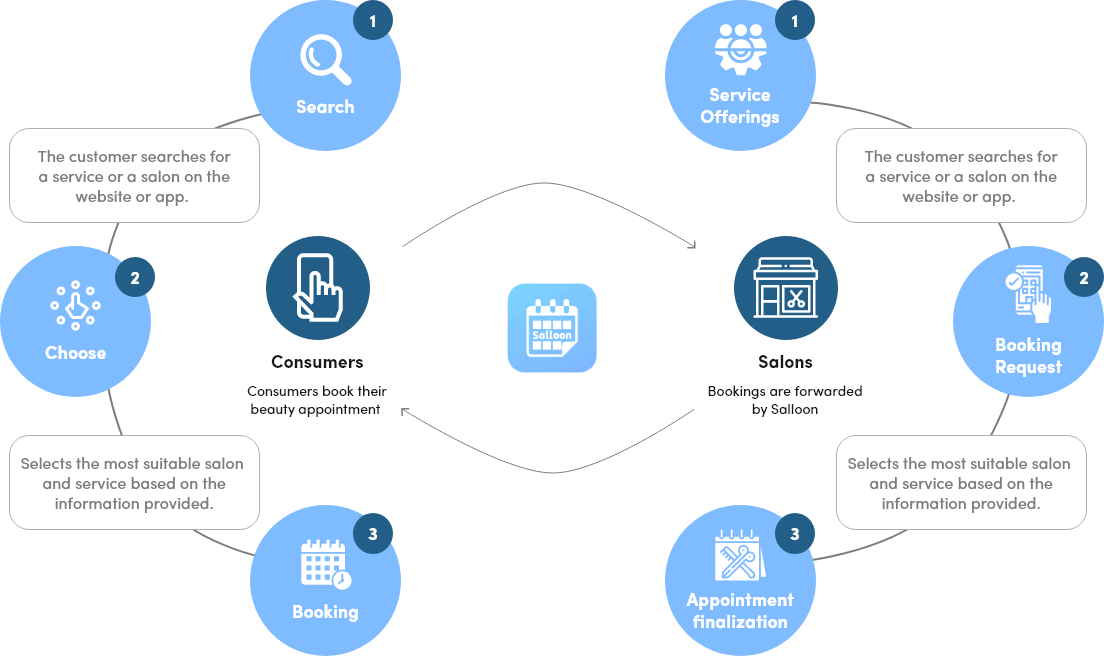 1
Search
The customer searches for
a service or a salon on the
website or app.
2
Choose
Selects the most suitable salon
and service based on the
information provided.
3
Booking
Consumers
Consumers book their
beauty appointment
Salloon
Salons
Bookings are forwarded
by Salloon
1
Service
Offerings
The customer searches for
a service or a salon on the
website or app.
2
Booking
Request
Selects the most suitable salon
and service based on the
information provided.
3
Appointment
finalization